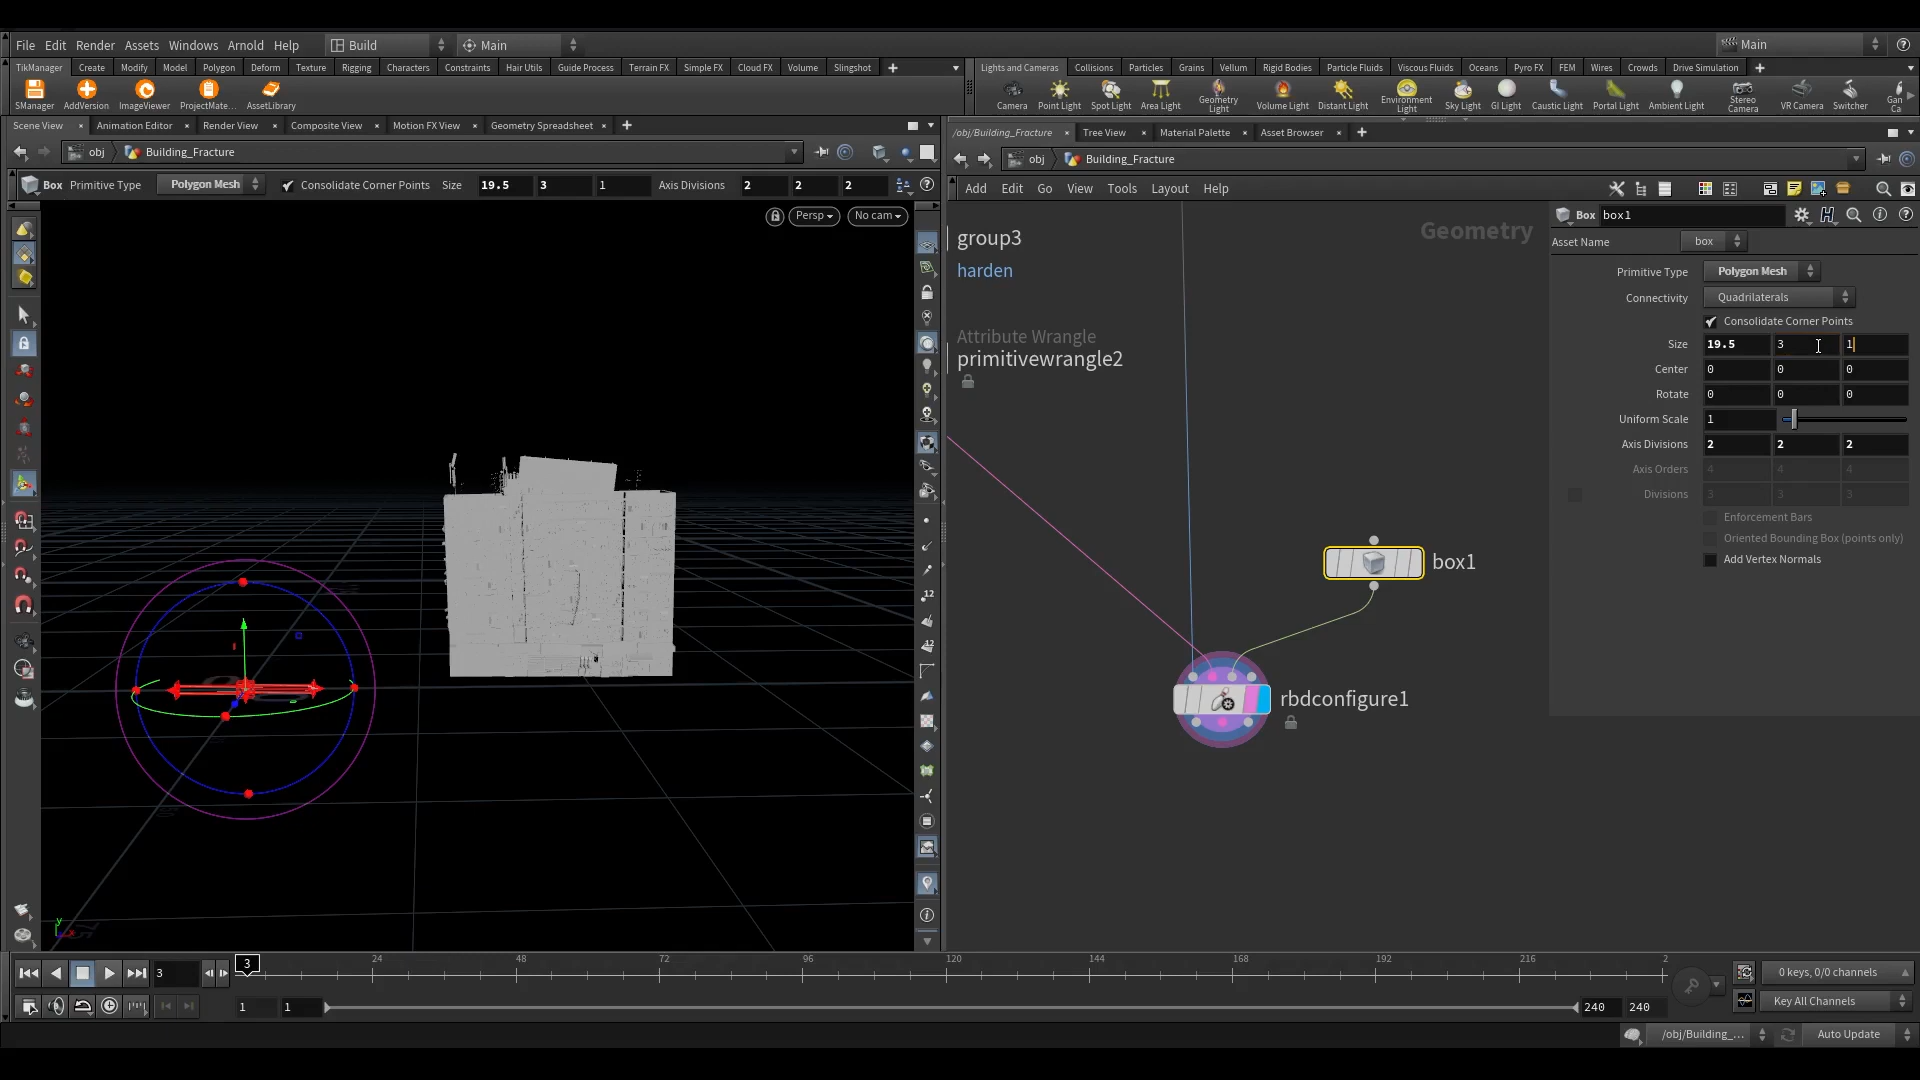 File Edit Render Assets Windows Arnold Help Build Main Main
TikManager Create Modify Model Polygon Deform Texture Rigging Characters Constraints Hair Utils Guide Process Terrain FX Simple FX Cloud FX Volume Slingshot
Lights and Cameras Collisions Particles Grains Vellum Rigid Bodies Particle Fluids Viscous Fluids Oceans Pyro FX FEM Wires Crowds Drive Simulation
SManager AddVersion ImageViewer ProjectMate... AssetLibrary
Camera Point Light Spot Light Area Light Geometry Light Volume Light Distant Light Environment Light Sky Light GI Light Caustic Light Portal Light Ambient Light Stereo Camera VR Camera Switcher Gan Ca
Scene View Animation Editor Render View Composite View Motion FX View Geometry Spreadsheet
/obj/Building_Fracture Tree View Material Palette Asset Browser
obj Building_Fracture
obj Building_Fracture
Box Primitive Type Polygon Mesh Consolidate Corner Points Size 19.5 3 1 Axis Divisions 2 2 2
Add Edit Go View Tools Layout Help
Persp No cam
group3
harden
Attribute Wrangle
primitivewrangle2
Geometry
box1
rbdconfigure1
Box box1
Asset Name box
Primitive Type Polygon Mesh
Connectivity Quadrilaterals
Consolidate Corner Points
Size 19.5 3 1
Center 0 0 0
Rotate 0 0 0
Uniform Scale 1
Axis Divisions 2 2 2
Axis Orders 4 4 4
Divisions 3 3 3
Enforcement Bars
Oriented Bounding Box (points only)
Add Vertex Normals
12
12
y
3 3 24 48 72 96 120 144 168 192 216 2
0 keys, 0/0 channels
1 1 240 240
Key All Channels
/obj/Building_... Auto Update